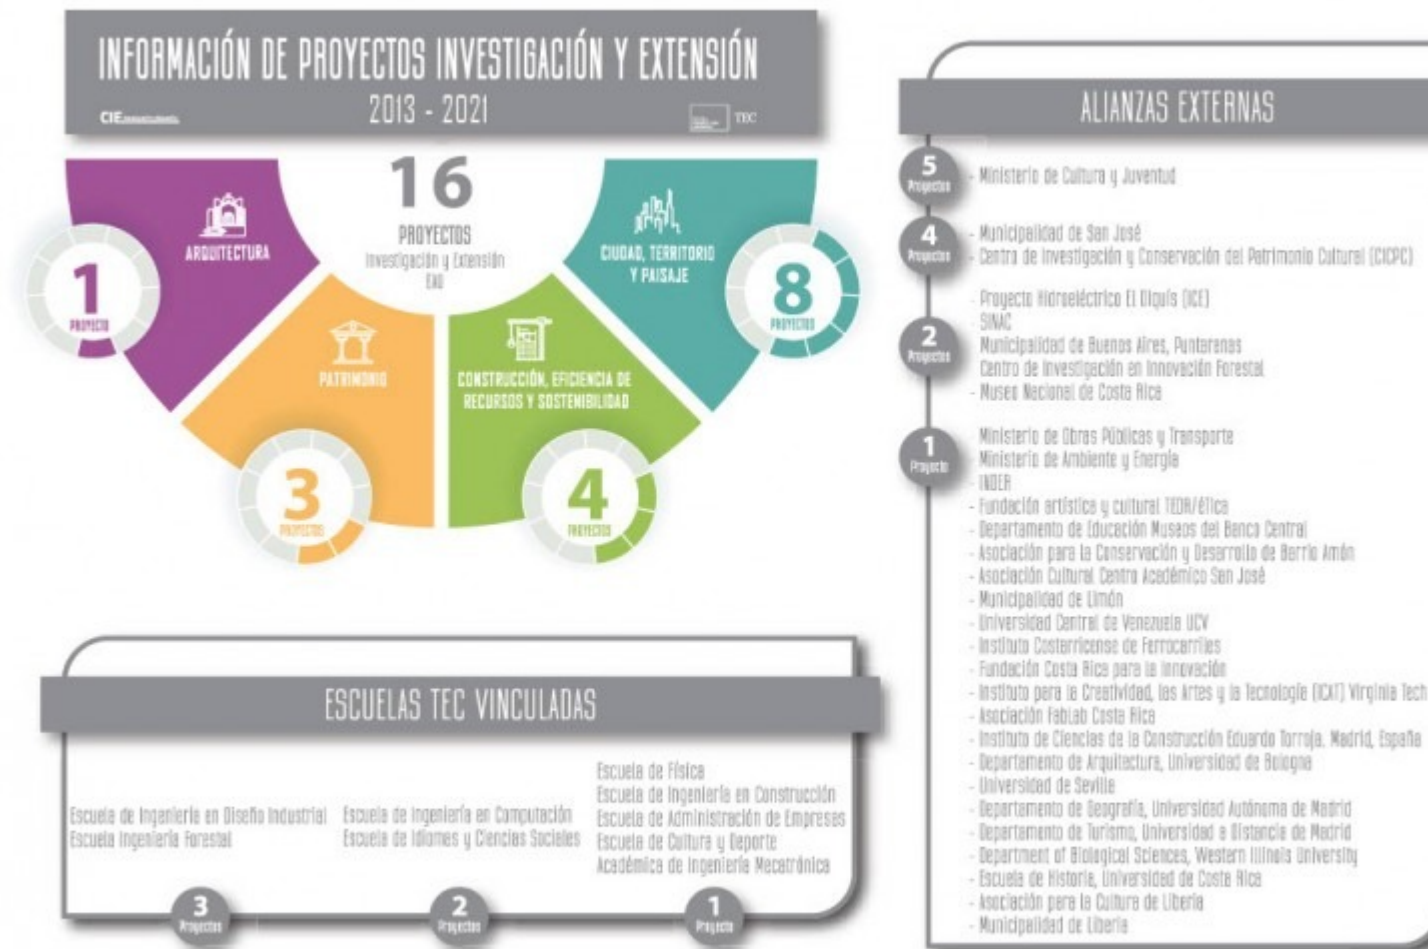 INFORMACIÓN DE PROYECTOS INVESTIGACIÓN Y EXTENSIÓN
2013 - 2021
CIE
TEC
16
PROYECTOS
Investigación y Extensión
EAU
ARQUITECTURA
1
PROYECTO
PATRIMONIO
3
PROYECTOS
CONSTRUCCIÓN, EFICIENCIA DE
RECURSOS Y SOSTENIBILIDAD
4
PROYECTOS
CIUDAD, TERRITORIO
Y PAISAJE
8
PROYECTOS
ESCUELAS TEC VINCULADAS
Escuela de Ingeniería en Diseño Industrial
Escuela Ingeniería Forestal
3
Proyectos
Escuela de Ingeniería en Computación
Escuela de Idiomas y Ciencias Sociales
2
Proyectos
Escuela de Física
Escuela de Ingeniería en Construcción
Escuela de Administración de Empresas
Escuela de Cultura y Deporte
Académica de Ingeniería Mecatrónica
1
Proyecto
ALIANZAS EXTERNAS
5
Proyectos
- Ministerio de Cultura y Juventud
4
Proyectos
- Municipalidad de San José
- Centro de Investigación y Conservación del Patrimonio Cultural (CICPC)
2
Proyectos
- Proyecto Hidroeléctrico El Diquís (ICE)
- SINAC
Municipalidad de Buenos Aires, Puntarenas
Centro de Investigación en Innovación Forestal
- Museo Nacional de Costa Rica
1
Proyecto
Ministerio de Obras Públicas y Transporte
Ministerio de Ambiente y Energía
- INDER
- Fundación artística y cultural TEOR/ética
- Departamento de Educación Museos del Banco Central
- Asociación para la Conservación y Desarrollo de Barrio Amón
- Asociación Cultural Centro Académico San José
- Municipalidad de Limón
- Universidad Central de Venezuela UCV
- Instituto Costarricense de Ferrocarriles
- Fundación Costa Rica para la Innovación
- Instituto para la Creatividad, las Artes y la Tecnología (ICAT) Virginia Tech
- Asociación FabLab Costa Rica
- Instituto de Ciencias de la Construcción Eduardo Torroja. Madrid, España
- Departamento de Arquitectura, Universidad de Bologna
- Universidad de Sevilla
- Departamento de Geografía, Universidad Autónoma de Madrid
- Departamento de Turismo, Universidad a Distancia de Madrid
- Department of Biological Sciences, Western Illinois University
- Escuela de Historia, Universidad de Costa Rica
- Asociación para la Cultura de Liberia
- Municipalidad de Liberia